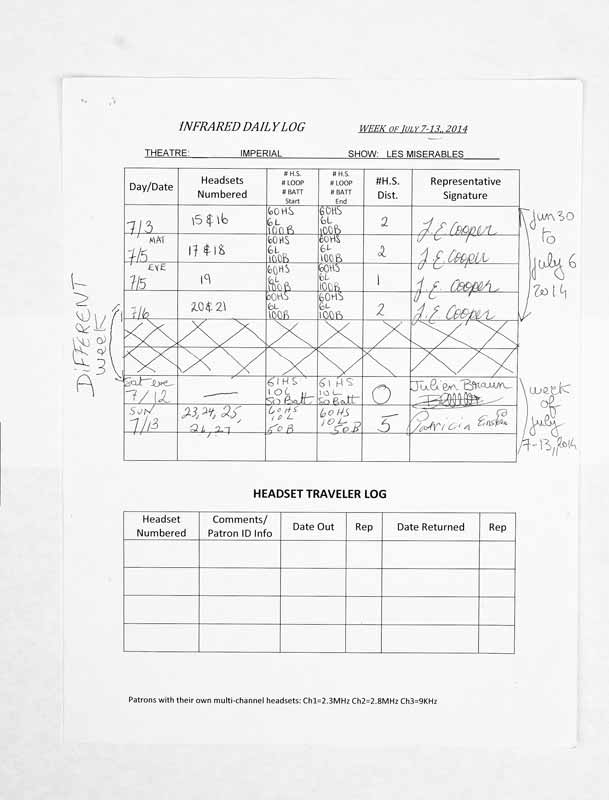 INFRARED DAILY LOG WEEK OF JULY 7-13, 2014
THEATRE: IMPERIAL SHOW: LES MISERABLES
Day/Date Headsets Numbered # H.S. # LOOP # BATT Start # H.S. # LOOP # BATT End #H.S. Dist. Representative Signature
7/3 15 & 16 60HS 6L 100B 60HS 6L 100B 2 J.E Cooper
7/5 MAT 17 & 18 60HS 6L 100B 60HS 6L 100B 2 J.E Cooper
7/5 EVE 19 60HS 6L 100B 60HS 6L 100B 1 J.E. Cooper
7/6 20 & 21 60HS 6L 100B 60HS 6L 100B 2 J.E Cooper
Jun 30
to
July 6
2014
DIFFERENT
week
Sat eve 7/12 — 61HS 10L 50 Batt 61HS 10L 50 Batt 0 Julien Braun
SUN 7/13 23, 24, 25, 26, 27 60HS 10L 50B 60HS 10L 50B 5 Patricia Einstein
week
of
July
7-13, 2014
HEADSET TRAVELER LOG
Headset Numbered Comments/ Patron ID Info Date Out Rep Date Returned Rep
Patrons with their own multi-channel headsets: Ch1=2.3MHz Ch2=2.8MHz Ch3=9KHz